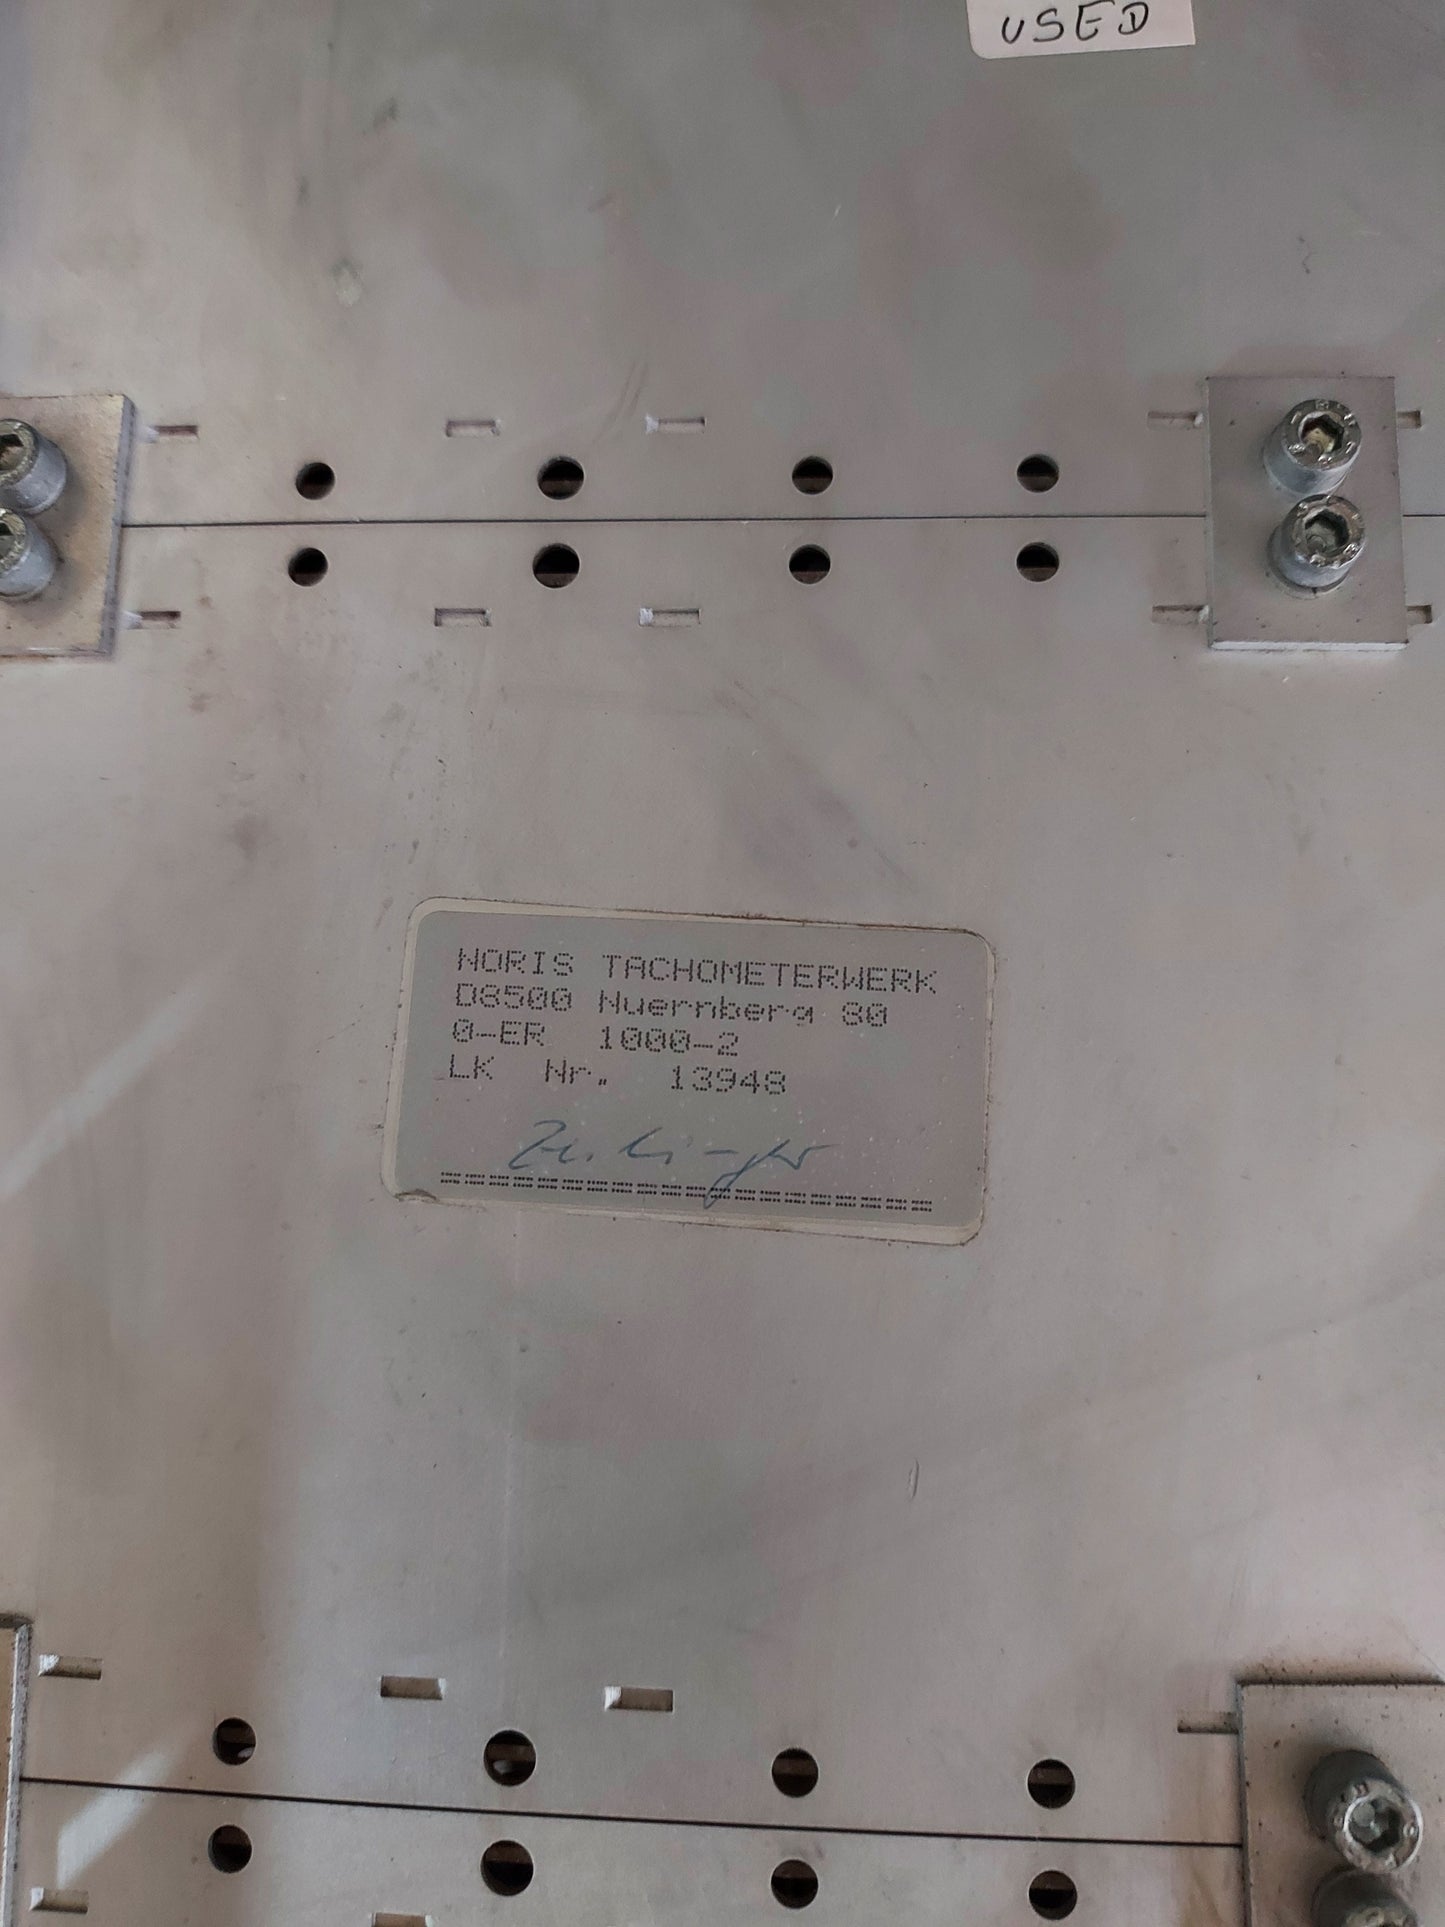 USED
NORIS TACHOMETERWERK
D8500 Nuernberg 80
0-ER 1000-2
LK Nr. 13948